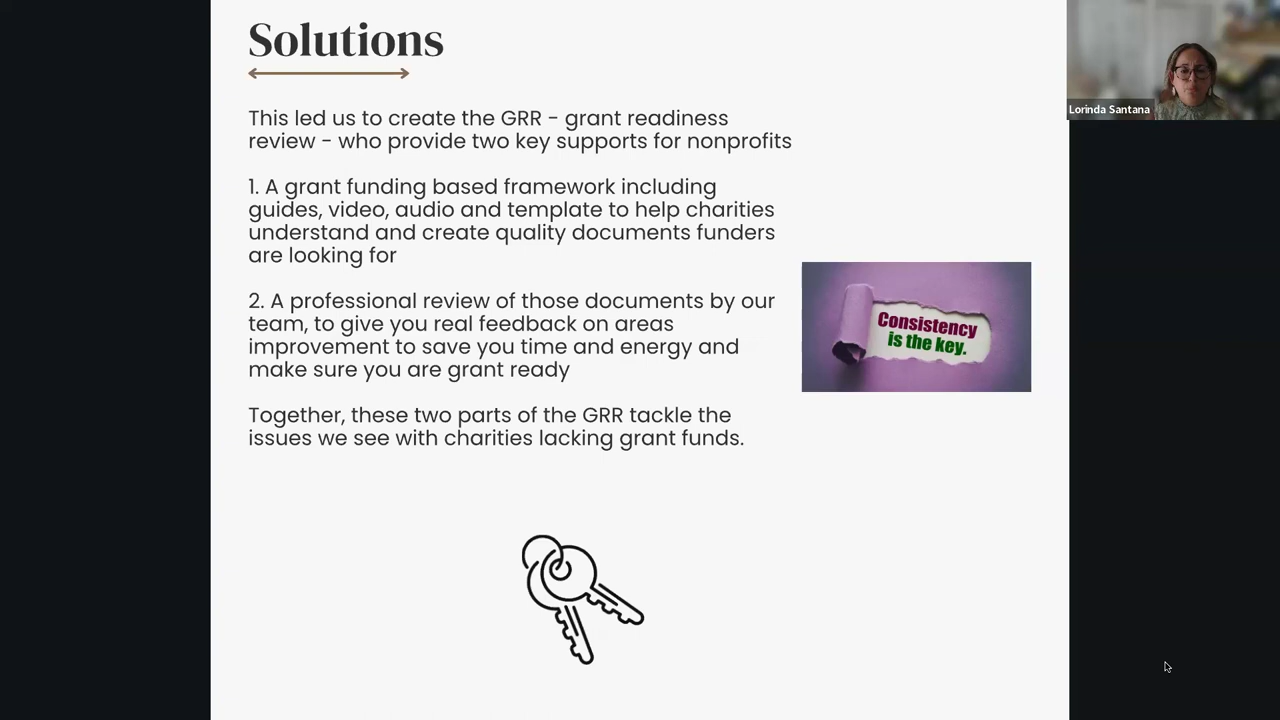 Solutions
This led us to create the GRR - grant readiness
review - who provide two key supports for nonprofits
1. A grant funding based framework including
guides, video, audio and template to help charities
understand and create quality documents funders
are looking for
2. A professional review of those documents by our
team, to give you real feedback on areas
improvement to save you time and energy and
make sure you are grant ready
Together, these two parts of the GRR tackle the
issues we see with charities lacking grant funds.
Consistency
is the key.
Lorinda Santana